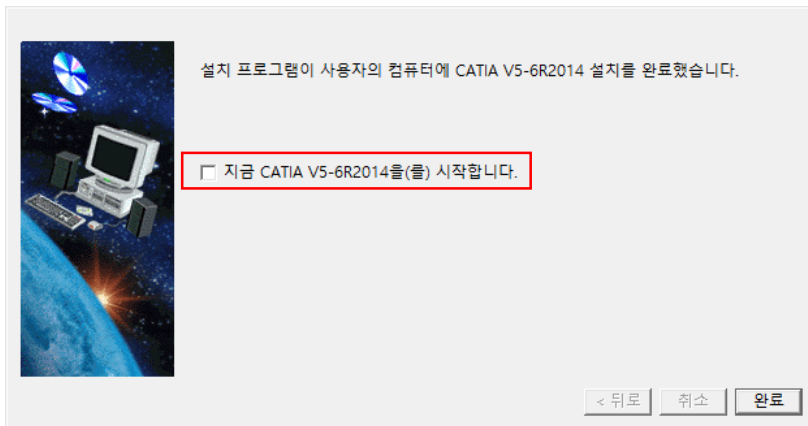 설치 프로그램이 사용자의 컴퓨터에 CATIA V5-6R2014 설치를 완료했습니다.
지금 CATIA V5-6R2014을(를) 시작합니다.
< 뒤로 취소 완료